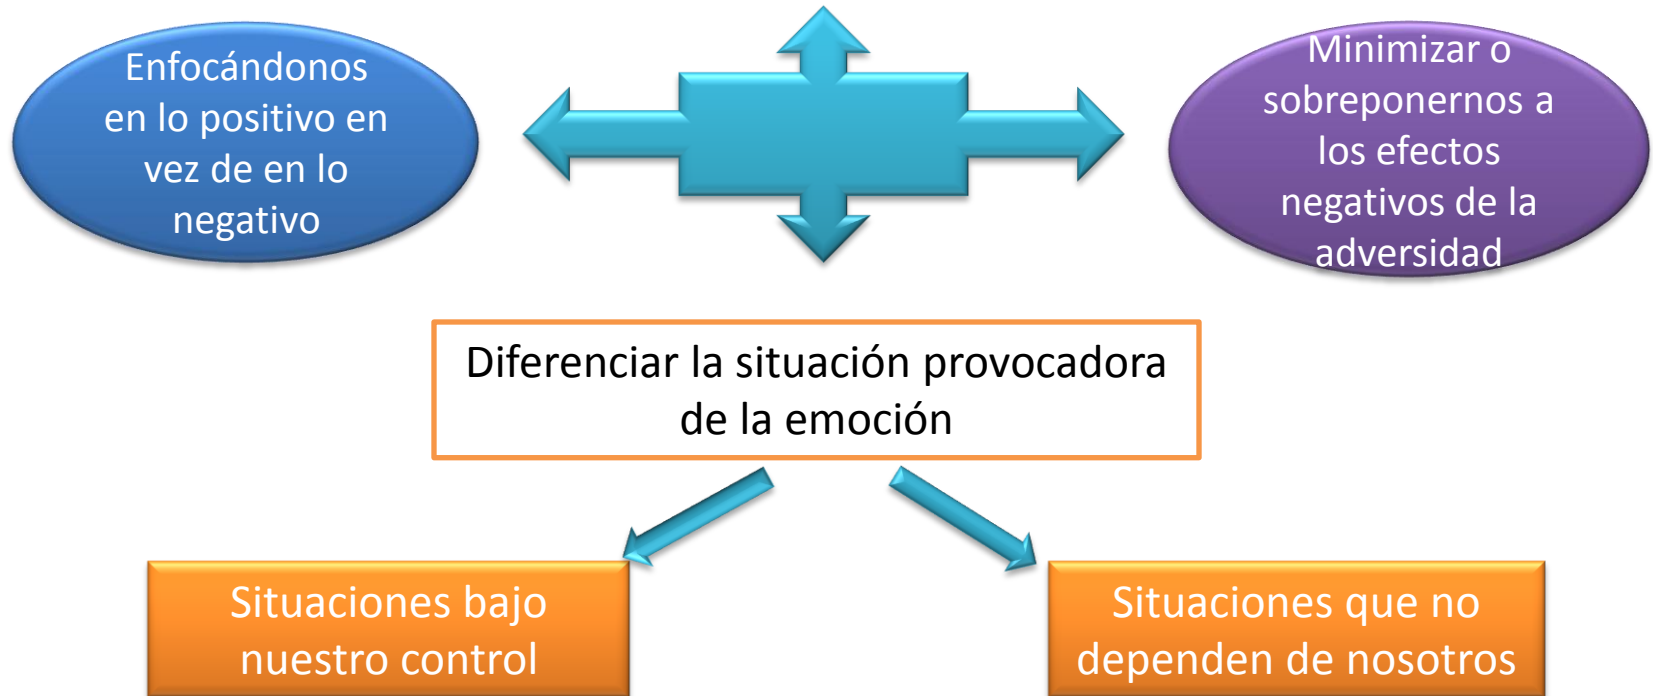 Enfocándonos
en lo positivo en
vez de en lo
negativo
Minimizar o
sobreponernos a
los efectos
negativos de la
adversidad
Diferenciar la situación provocadora
de la emoción
Situaciones bajo
nuestro control
Situaciones que no
dependen de nosotros